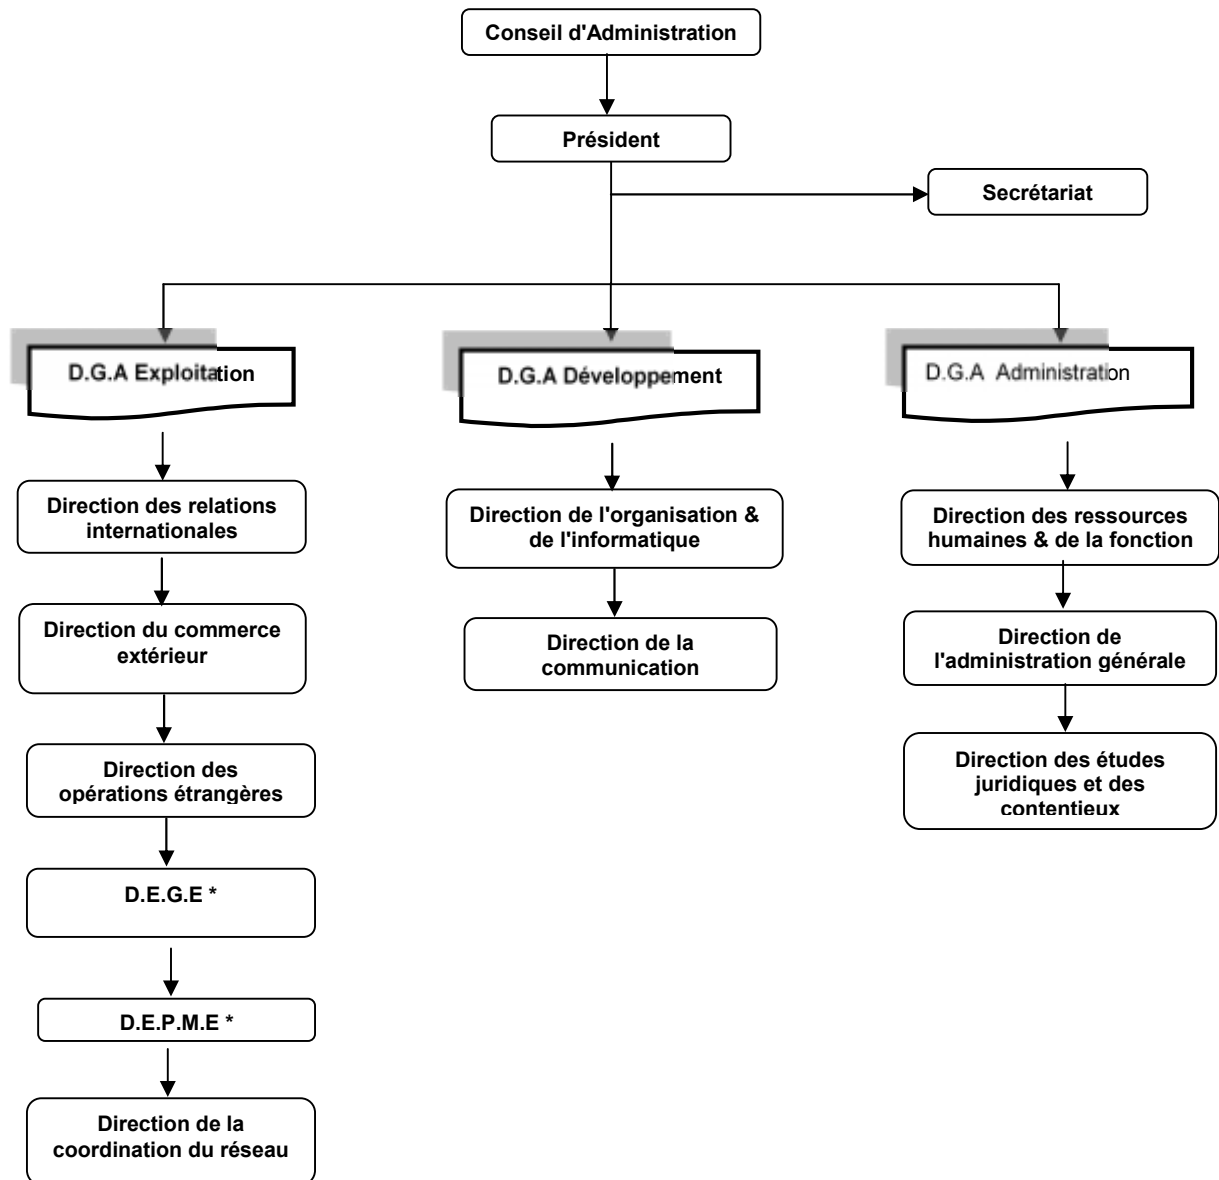 Conseil d'Administration
Président
Secrétariat
D.G.A Exploitation
D.G.A Développement
D.G.A Administration
Direction des relations
internationales
Direction du commerce
extérieur
Direction des
opérations étrangères
D.E.G.E *
D.E.P.M.E *
Direction de la
coordination du réseau
Direction de l'organisation &
de l'informatique
Direction de la
communication
Direction des ressources
humaines & de la fonction
Direction de
l'administration générale
Direction des études
juridiques et des
contentieux